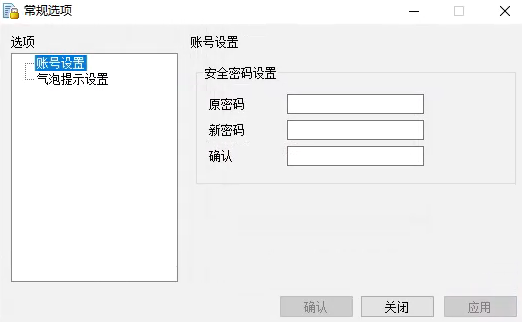 常规选项
选项
账号设置
账号设置
气泡提示设置
安全密码设置
原密码
新密码
确认
确认
关闭
应用